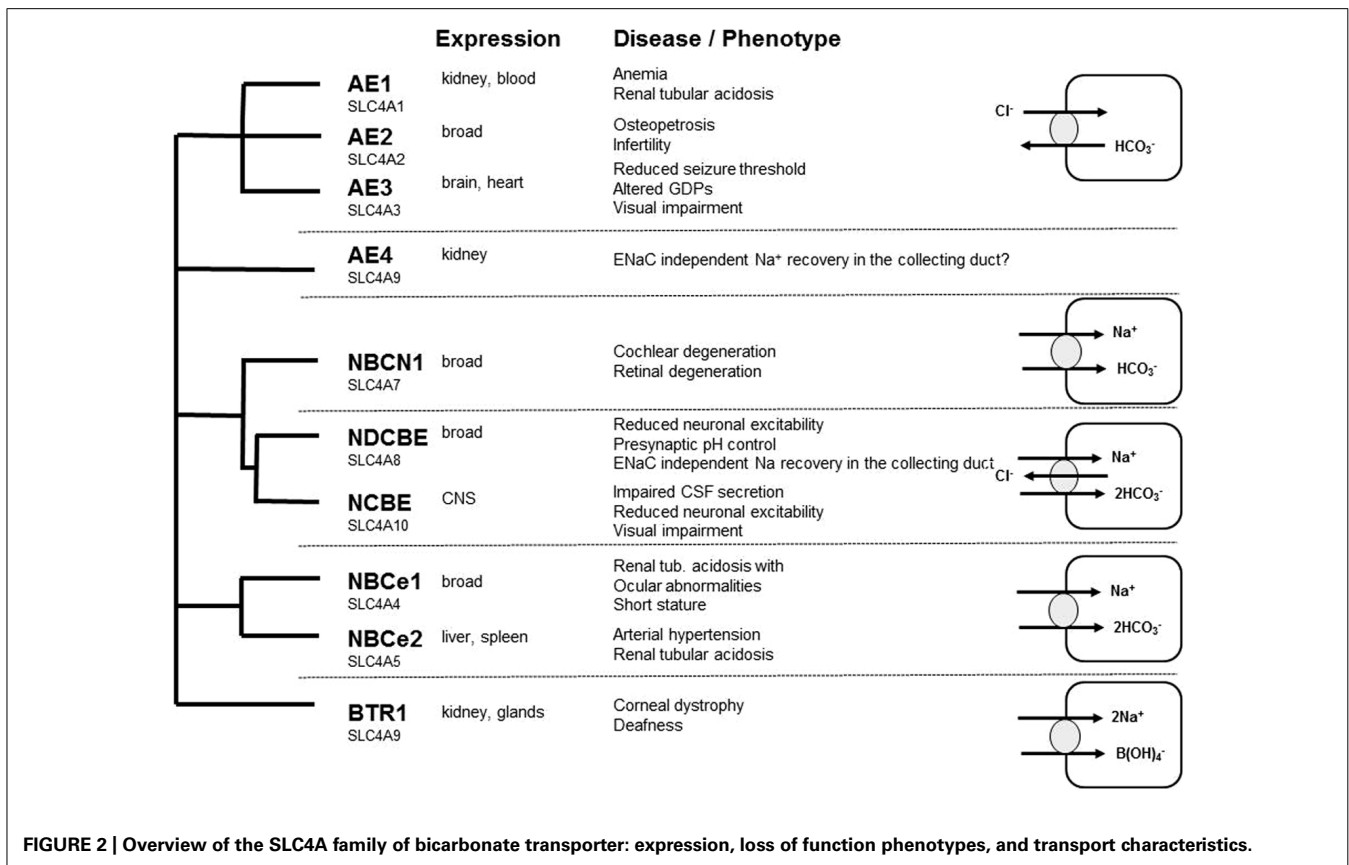 Expression Disease / Phenotype
AE1 kidney, blood Anemia
SLC4A1 Renal tubular acidosis
Cl-
HCO3-
AE2 broad Osteopetrosis
SLC4A2 Infertility
AE3 brain, heart Reduced seizure threshold
SLC4A3 Altered GDPs
Visual impairment
AE4 kidney ENaC independent Na+ recovery in the collecting duct?
SLC4A9
NBCN1 broad Cochlear degeneration
SLC4A7 Retinal degeneration
Na+
HCO3-
NDCBE broad Reduced neuronal excitability
SLC4A8 Presynaptic pH control
ENaC independent Na recovery in the collecting duct
Na+
Cl-
2HCO3-
NCBE CNS Impaired CSF secretion
SLC4A10 Reduced neuronal excitability
Visual impairment
NBCe1 broad Renal tub. acidosis with
SLC4A4 Ocular abnormalities
Short stature
Na+
2HCO3-
NBCe2 liver, spleen Arterial hypertension
SLC4A5 Renal tubular acidosis
BTR1 kidney, glands Corneal dystrophy
SLC4A9 Deafness
2Na+
B(OH)4-
FIGURE 2 | Overview of the SLC4A family of bicarbonate transporter: expression, loss of function phenotypes, and transport characteristics.